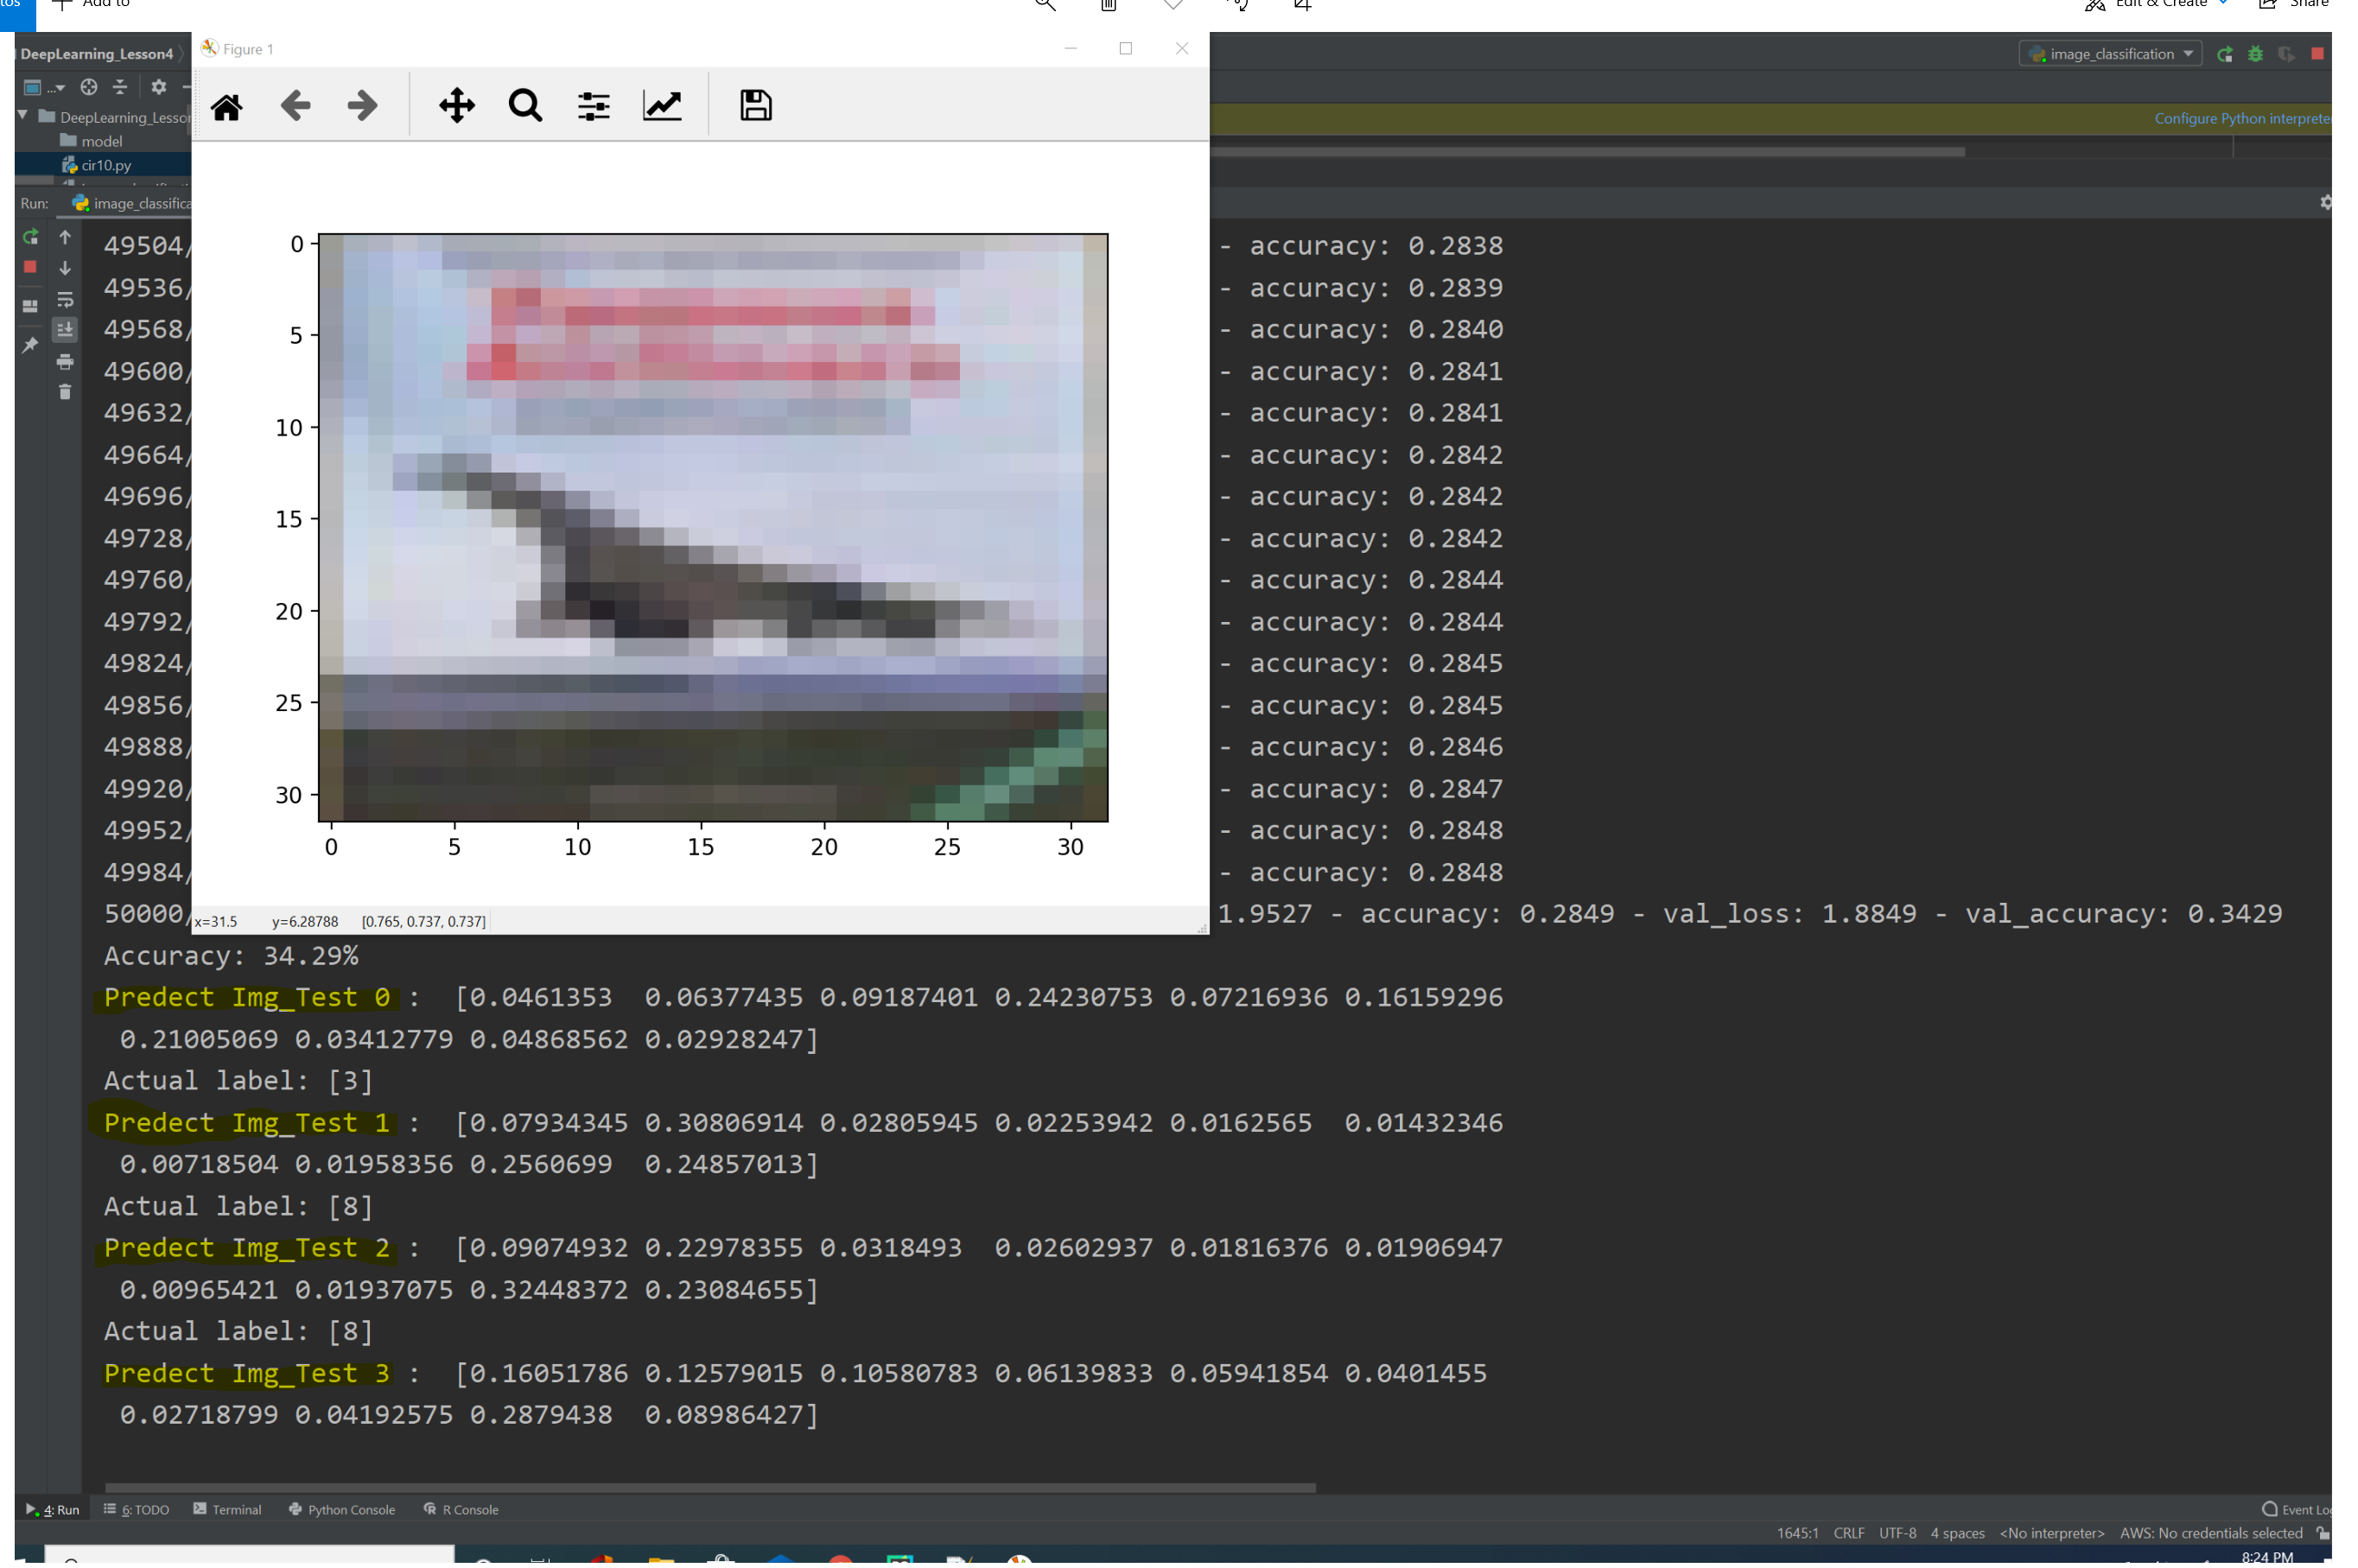 Add to
Edit & Create
Share
DeepLearning_Lesson4
Figure 1
image_classification
DeepLearning_Lesson
Configure Python interpreter
model
cir10.py
Run:
image_classifica
0
5
10
15
20
25
30
0 5 10 15 20 25 30
x=31.5 y=6.28788 [0.765, 0.737, 0.737]
49504/ - accuracy: 0.2838
49536/ - accuracy: 0.2839
49568/ - accuracy: 0.2840
49600/ - accuracy: 0.2841
49632/ - accuracy: 0.2841
49664/ - accuracy: 0.2842
49696/ - accuracy: 0.2842
49728/ - accuracy: 0.2842
49760/ - accuracy: 0.2844
49792/ - accuracy: 0.2844
49824/ - accuracy: 0.2845
49856/ - accuracy: 0.2845
49888/ - accuracy: 0.2846
49920/ - accuracy: 0.2847
49952/ - accuracy: 0.2848
49984/ - accuracy: 0.2848
50000/ 1.9527 - accuracy: 0.2849 - val_loss: 1.8849 - val_accuracy: 0.3429
Accuracy: 34.29%
Predect Img_Test 0 : [0.0461353 0.06377435 0.09187401 0.24230753 0.07216936 0.16159296
0.21005069 0.03412779 0.04868562 0.02928247]
Actual label: [3]
Predect Img_Test 1 : [0.07934345 0.30806914 0.02805945 0.02253942 0.0162565 0.01432346
0.00718504 0.01958356 0.2560699 0.24857013]
Actual label: [8]
Predect Img_Test 2 : [0.09074932 0.22978355 0.0318493 0.02602937 0.01816376 0.01906947
0.00965421 0.01937075 0.32448372 0.23084655]
Actual label: [8]
Predect Img_Test 3 : [0.16051786 0.12579015 0.10580783 0.06139833 0.05941854 0.0401455
0.02718799 0.04192575 0.2879438 0.08986427]
4: Run 6: TODO Terminal Python Console R Console Event Log
1645:1 CRLF UTF-8 4 spaces <No interpreter> AWS: No credentials selected
8:24 PM